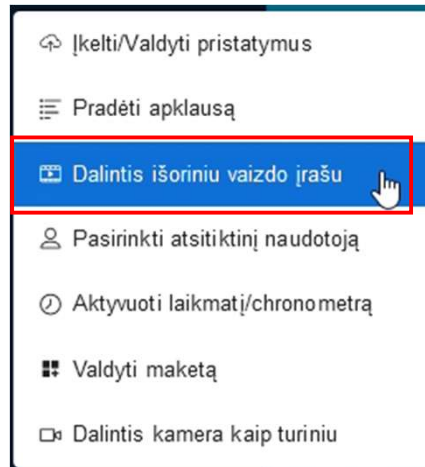 Įkelti/Valdyti pristatymus
Pradėti apklausą
Dalintis išoriniu vaizdo įrašu
Pasirinkti atsitiktinį naudotoją
Aktyvuoti laikmatį/chronometrą
Valdyti maketą
Dalintis kamera kaip turiniu